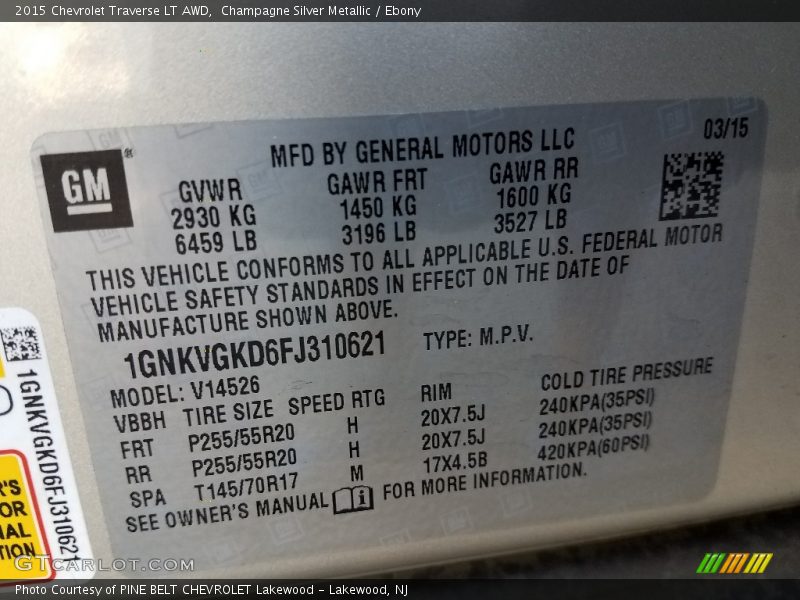 2015 Chevrolet Traverse LT AWD, Champagne Silver Metallic / Ebony
03/15
MFD BY GENERAL MOTORS LLC
GM®
GVWR GAWR FRT GAWR RR
2930 KG 1450 KG 1600 KG
6459 LB 3196 LB 3527 LB
THIS VEHICLE CONFORMS TO ALL APPLICABLE U.S. FEDERAL MOTOR
VEHICLE SAFETY STANDARDS IN EFFECT ON THE DATE OF
MANUFACTURE SHOWN ABOVE.
1GNKVGKD6FJ310621 TYPE: M.P.V.
MODEL: V14526
VBBH TIRE SIZE SPEED RTG RIM COLD TIRE PRESSURE
FRT P255/55R20 H 20X7.5J 240KPA(35PSI)
RR P255/55R20 H 20X7.5J 240KPA(35PSI)
SPA T145/70R17 M 17X4.5B 420KPA(60PSI)
SEE OWNER'S MANUAL FOR MORE INFORMATION.
1GNKVGKD6FJ310621
R'S
OR
NAL
TION
GTCARLOT.COM
Photo Courtesy of PINE BELT CHEVROLET Lakewood - Lakewood, NJ